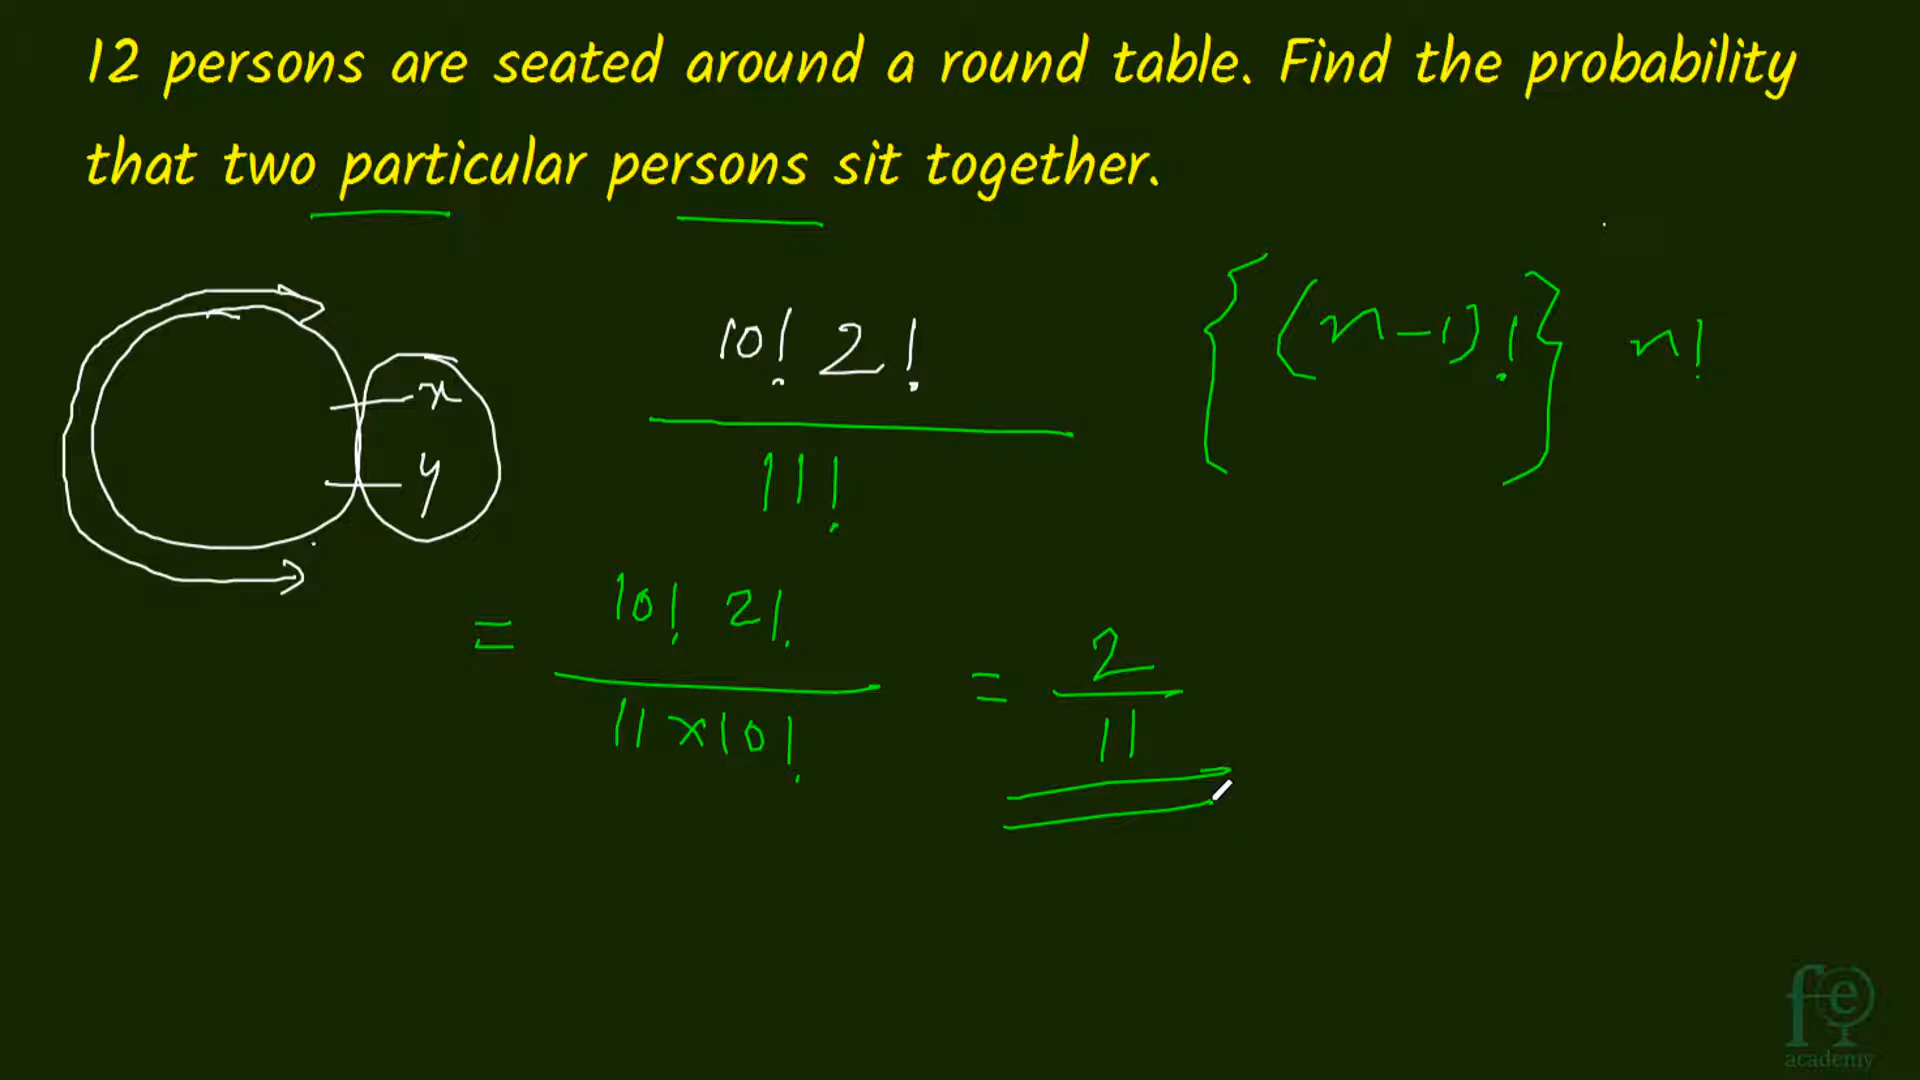 12 persons are seated around a round table. Find the probability
that two particular persons sit together.
x
y
10! 2!
11!
{(n-1)!} n!
= 10! 2!
11 x 10!
= 2
11
fe
academy